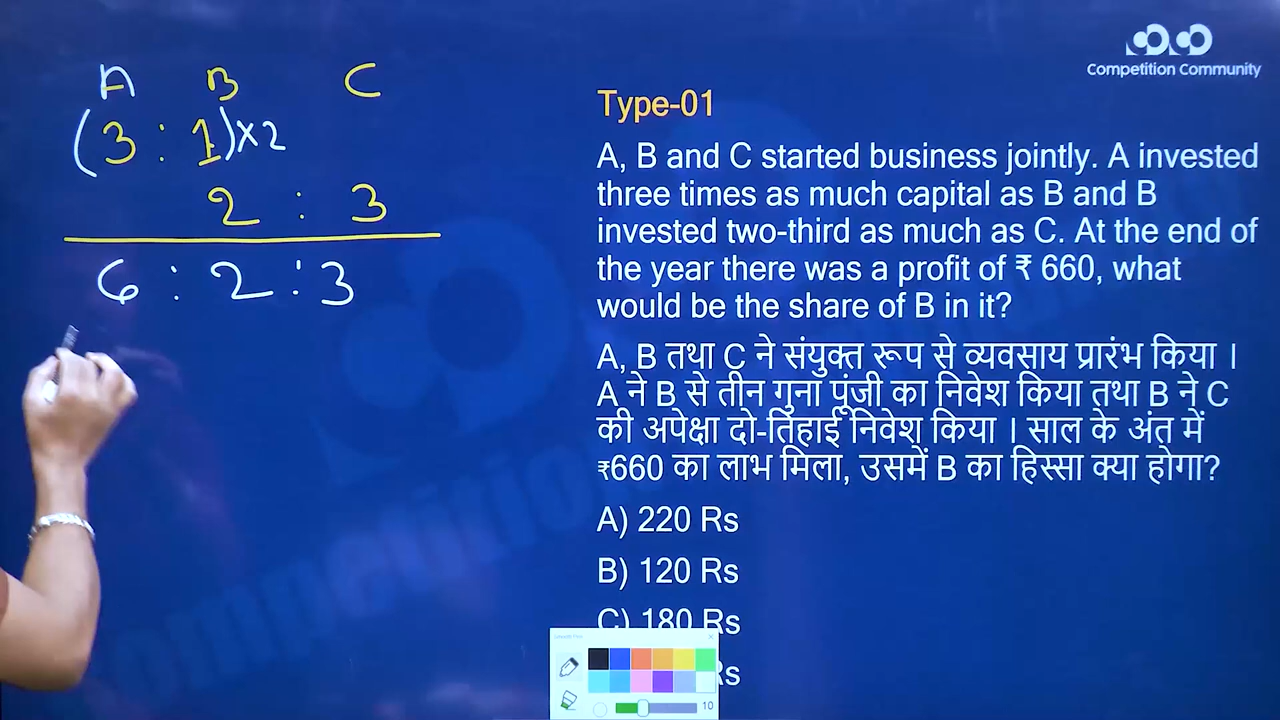 Competition Community
A B C
(3 : 1)×2
2 : 3
6 : 2 : 3
Type-01
A, B and C started business jointly. A invested
three times as much capital as B and B
invested two-third as much as C. At the end of
the year there was a profit of ₹ 660, what
would be the share of B in it?
A, B तथा C ने संयुक्त रूप से व्यवसाय प्रारंभ किया ।
A ने B से तीन गुना पूंजी का निवेश किया तथा B ने C
की अपेक्षा दो-तिहाई निवेश किया । साल के अंत में
₹660 का लाभ मिला, उसमें B का हिस्सा क्या होगा?
A) 220 Rs
B) 120 Rs
C) 180 Rs
Rs
10